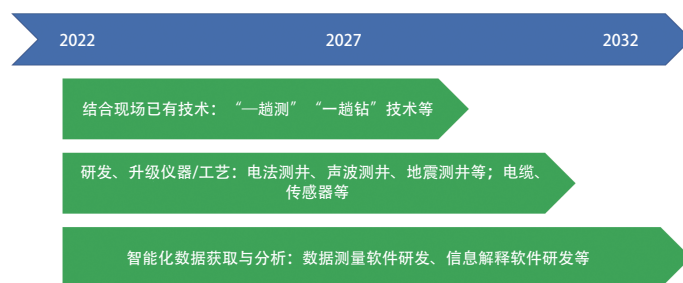 2022 2027 2032
结合现场已有技术：“一趟测”“一趟钻”技术等
研发、升级仪器/工艺：电法测井、声波测井、地震测井等；电缆、
传感器等
智能化数据获取与分析：数据测量软件研发、信息解释软件研发等